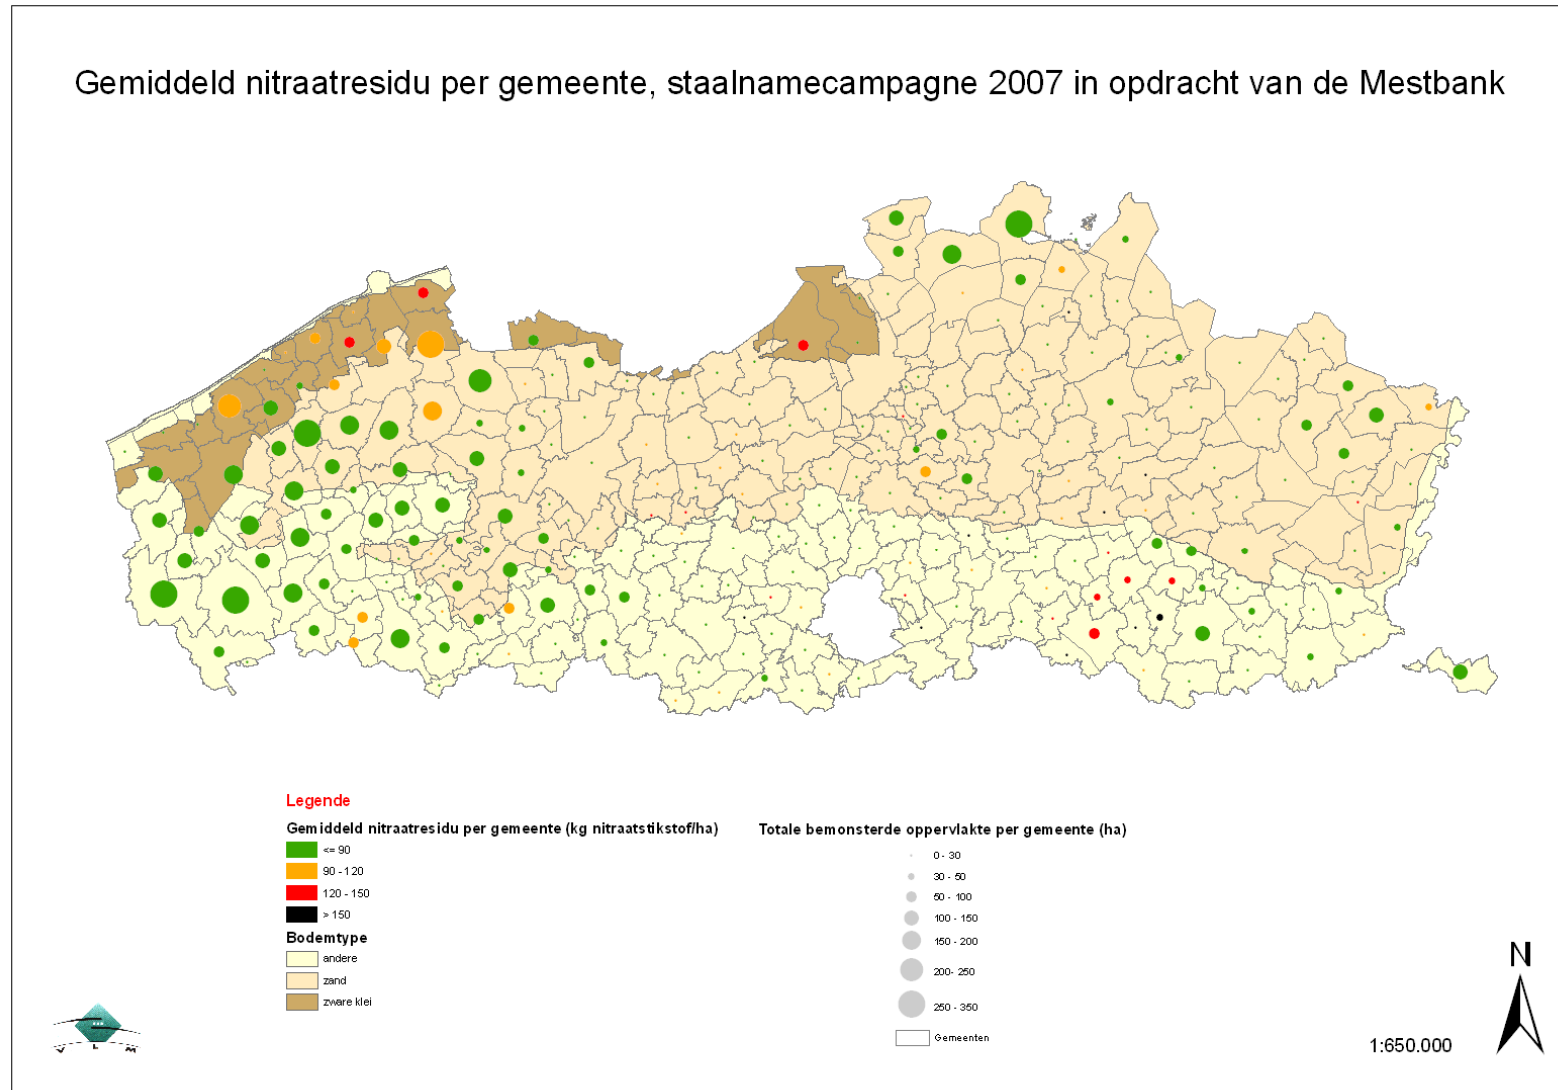 Gemiddeld nitraatresidu per gemeente, staalnamecampagne 2007 in opdracht van de Mestbank
Legende
Gemiddeld nitraatresidu per gemeente (kg nitraatstikstof/ha)
<= 90
90 - 120
120 - 150
> 150
Bodemtype
andere
zand
zware klei
Totale bemonsterde oppervlakte per gemeente (ha)
0 - 30
30 - 50
50 - 100
100 - 150
150 - 200
200- 250
250 - 350
Gemeenten
V L M
1:650.000
N